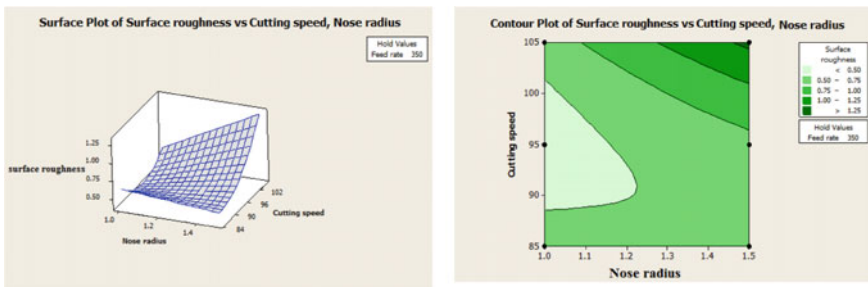 Surface Plot of Surface roughness vs Cutting speed, Nose radius
Hold Values
Feed rate 350
1.25
1.00
0.75
0.50
surface roughness
1.0
1.2
1.4
Nose radius
84
90
96
102
Cutting speed
Contour Plot of Surface roughness vs Cutting speed, Nose radius
105
100
95
90
85
Cutting speed
1.0 1.1 1.2 1.3 1.4 1.5
Nose radius
Surface
roughness
< 0.50
0.50 – 0.75
0.75 – 1.00
1.00 – 1.25
> 1.25
Hold Values
Feed rate 350